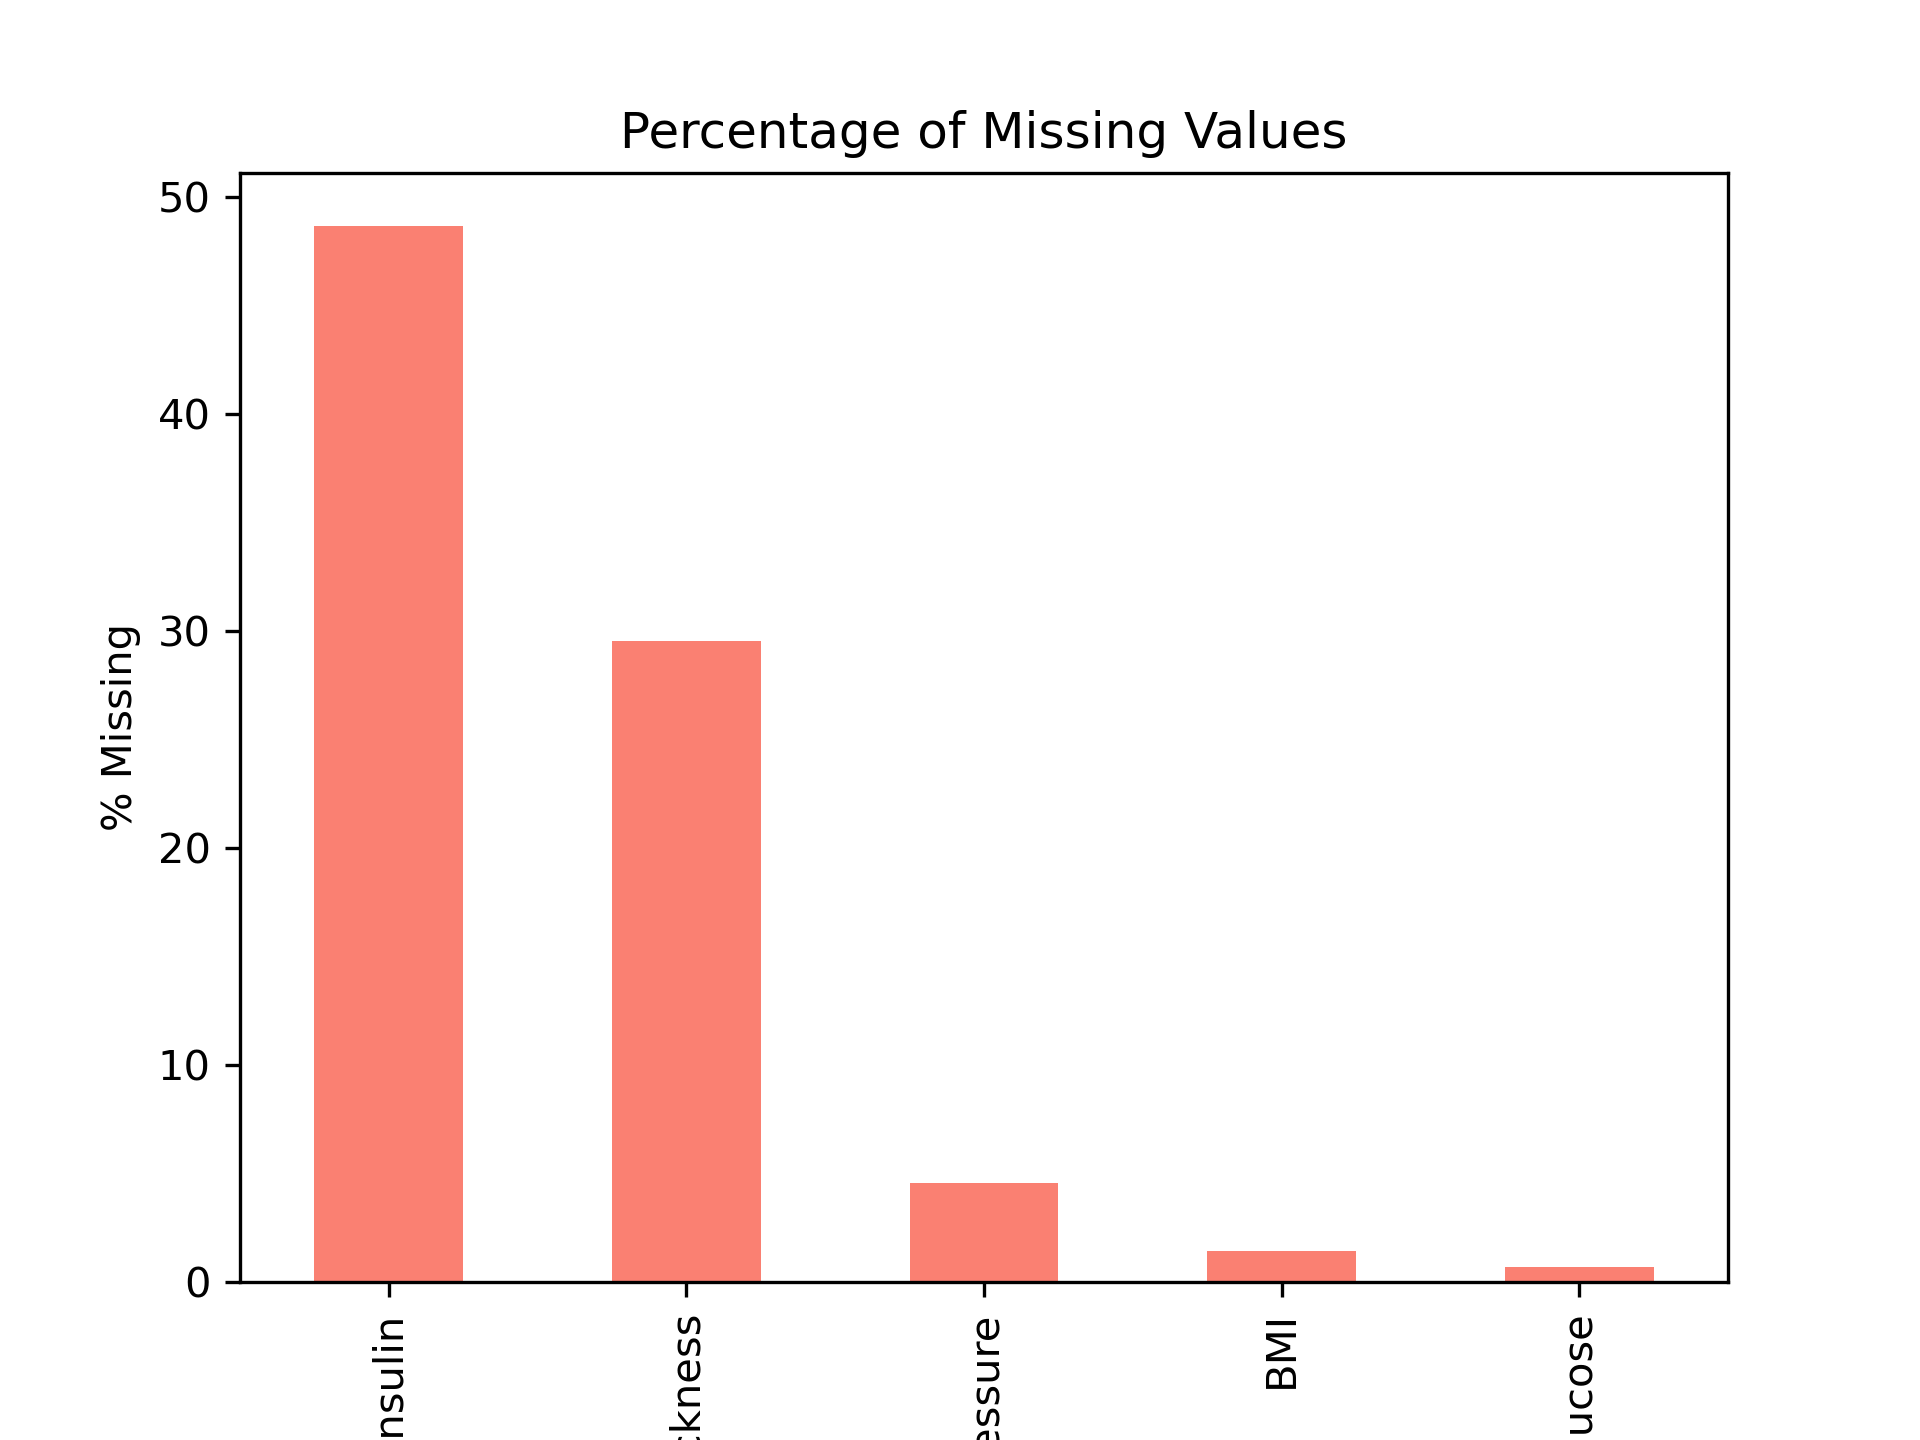 Percentage of Missing Values
% Missing
50
40
30
20
10
0
nsulin
ckness
essure
BMI
ucose